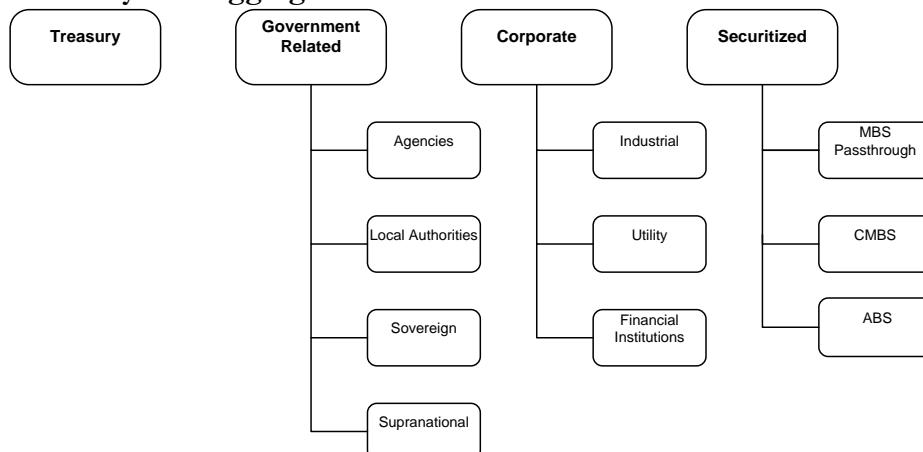 Treasury
Government
Related
Corporate
Securitized
Agencies
Local Authorities
Sovereign
Supranational
Industrial
Utility
Financial
Institutions
MBS
Passthrough
CMBS
ABS